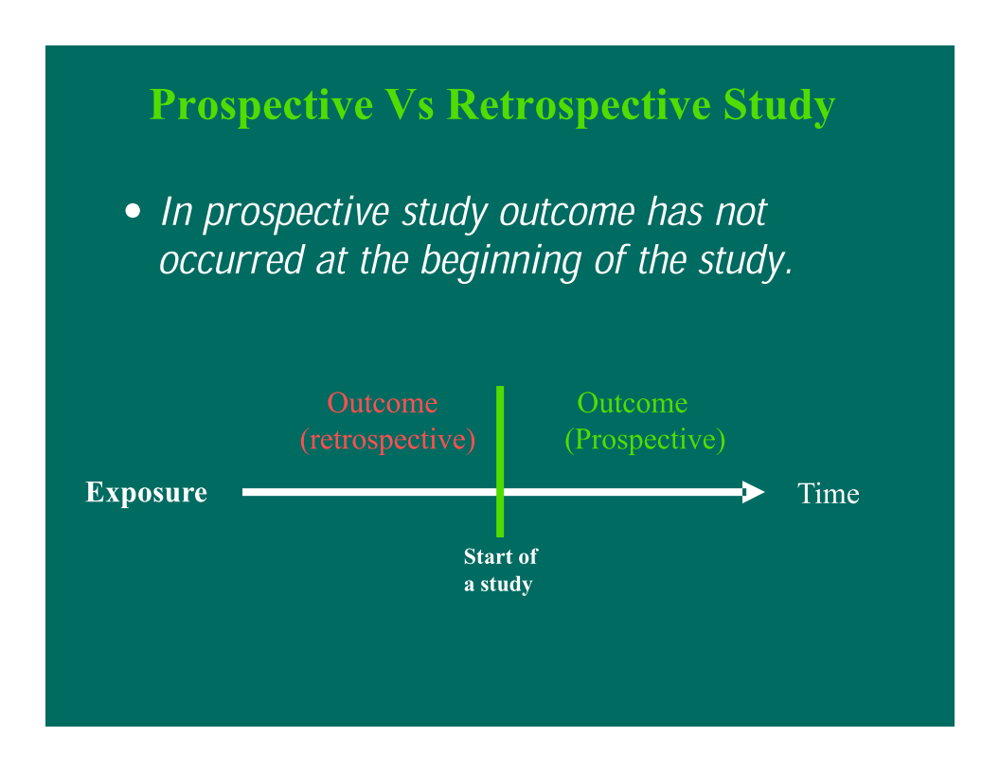 Prospective Vs Retrospective Study
• In prospective study outcome has not
occurred at the beginning of the study.
Outcome
(retrospective)
Outcome
(Prospective)
Exposure
Time
Start of
a study